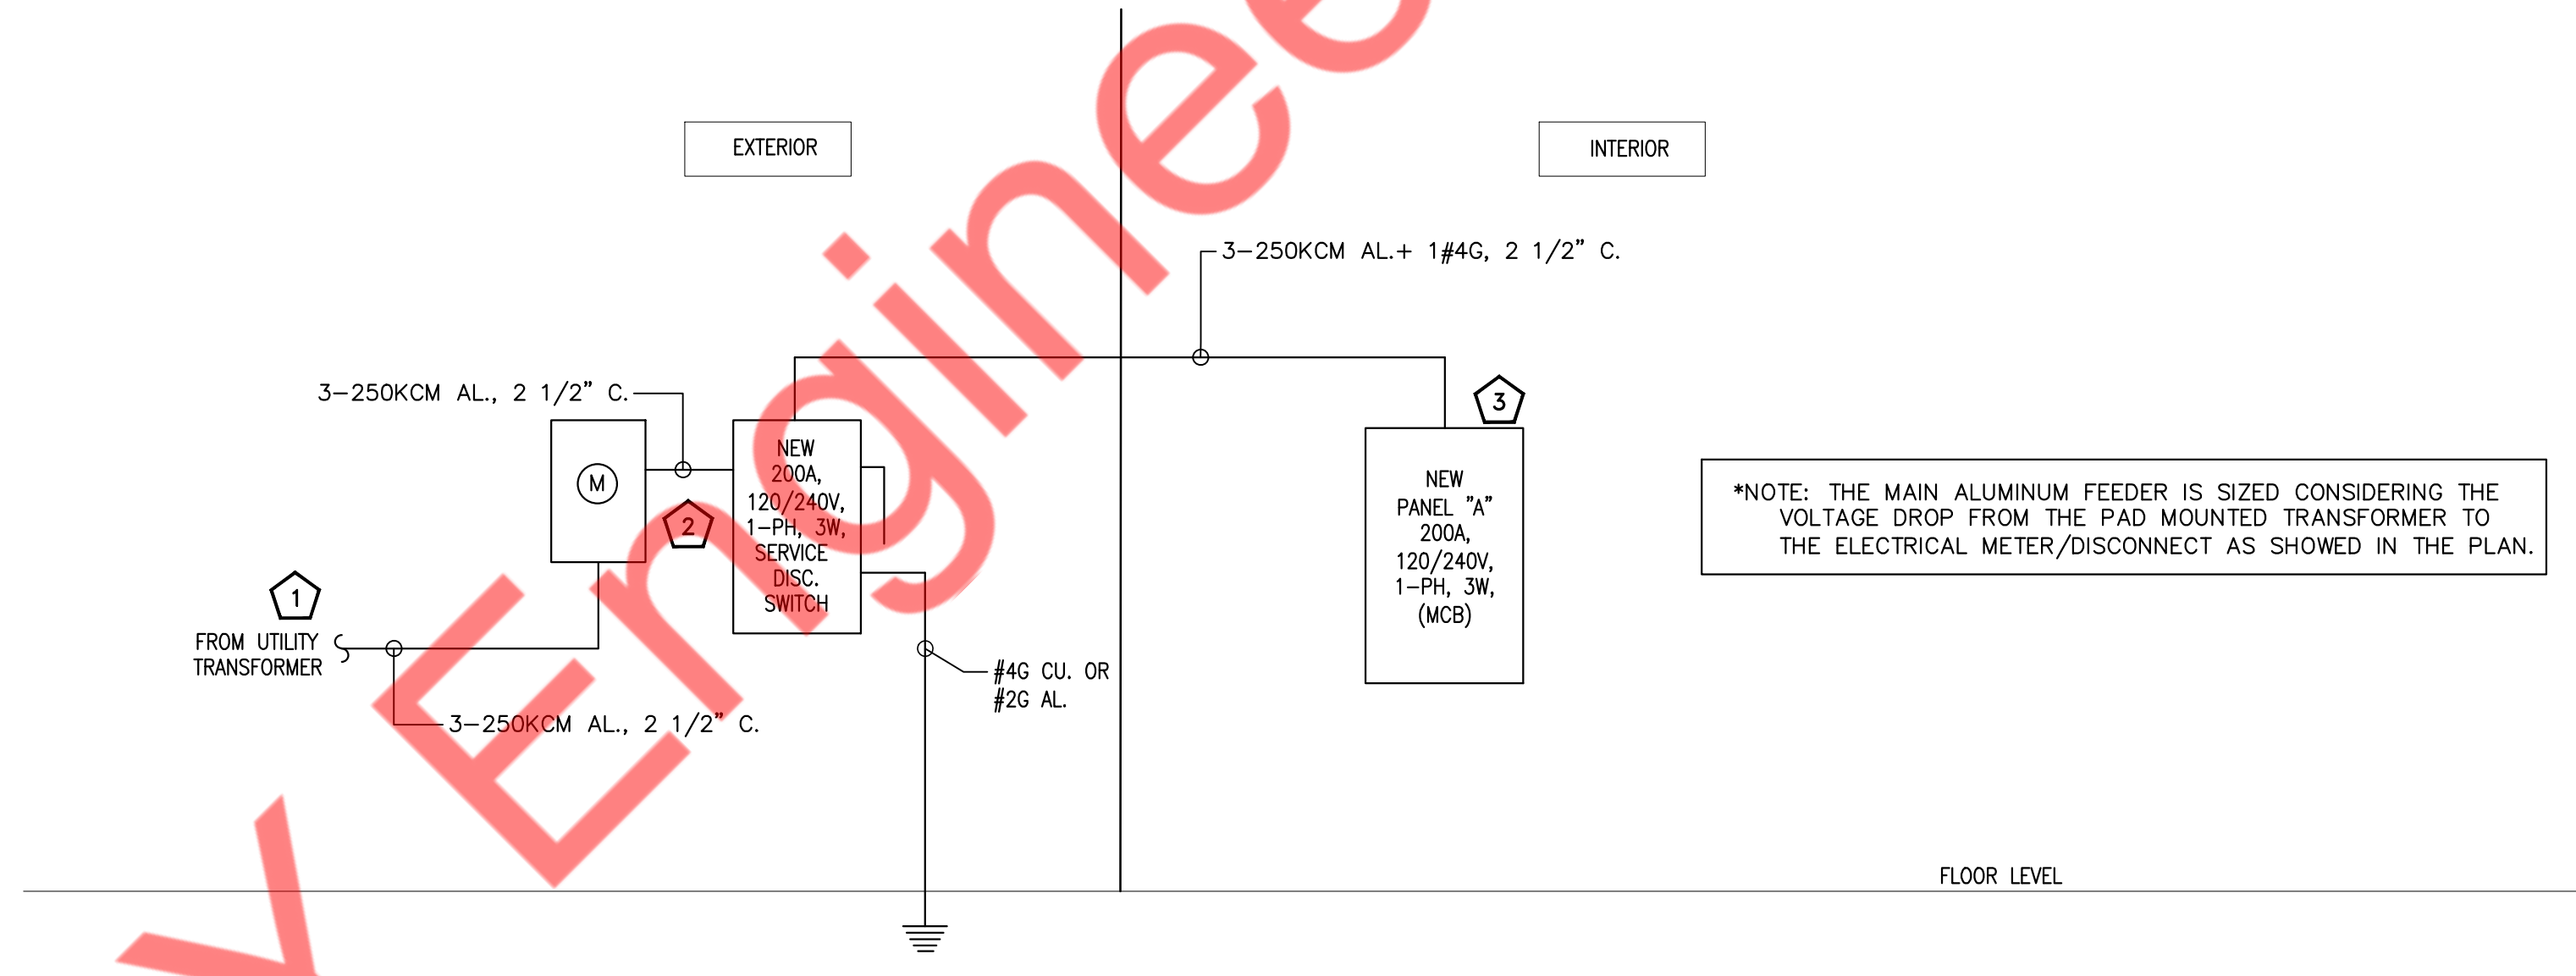 EXTERIOR
INTERIOR
3-250KCM AL.+ 1#4G, 2 1/2" C.
3-250KCM AL., 2 1/2" C.
M
2
NEW
200A,
120/240V,
1-PH, 3W,
SERVICE
DISC.
SWITCH
3
NEW
PANEL "A"
200A,
120/240V,
1-PH, 3W,
(MCB)
*NOTE: THE MAIN ALUMINUM FEEDER IS SIZED CONSIDERING THE
VOLTAGE DROP FROM THE PAD MOUNTED TRANSFORMER TO
THE ELECTRICAL METER/DISCONNECT AS SHOWED IN THE PLAN.
1
FROM UTILITY
TRANSFORMER
3-250KCM AL., 2 1/2" C.
#4G CU. OR
#2G AL.
FLOOR LEVEL
y Enginee